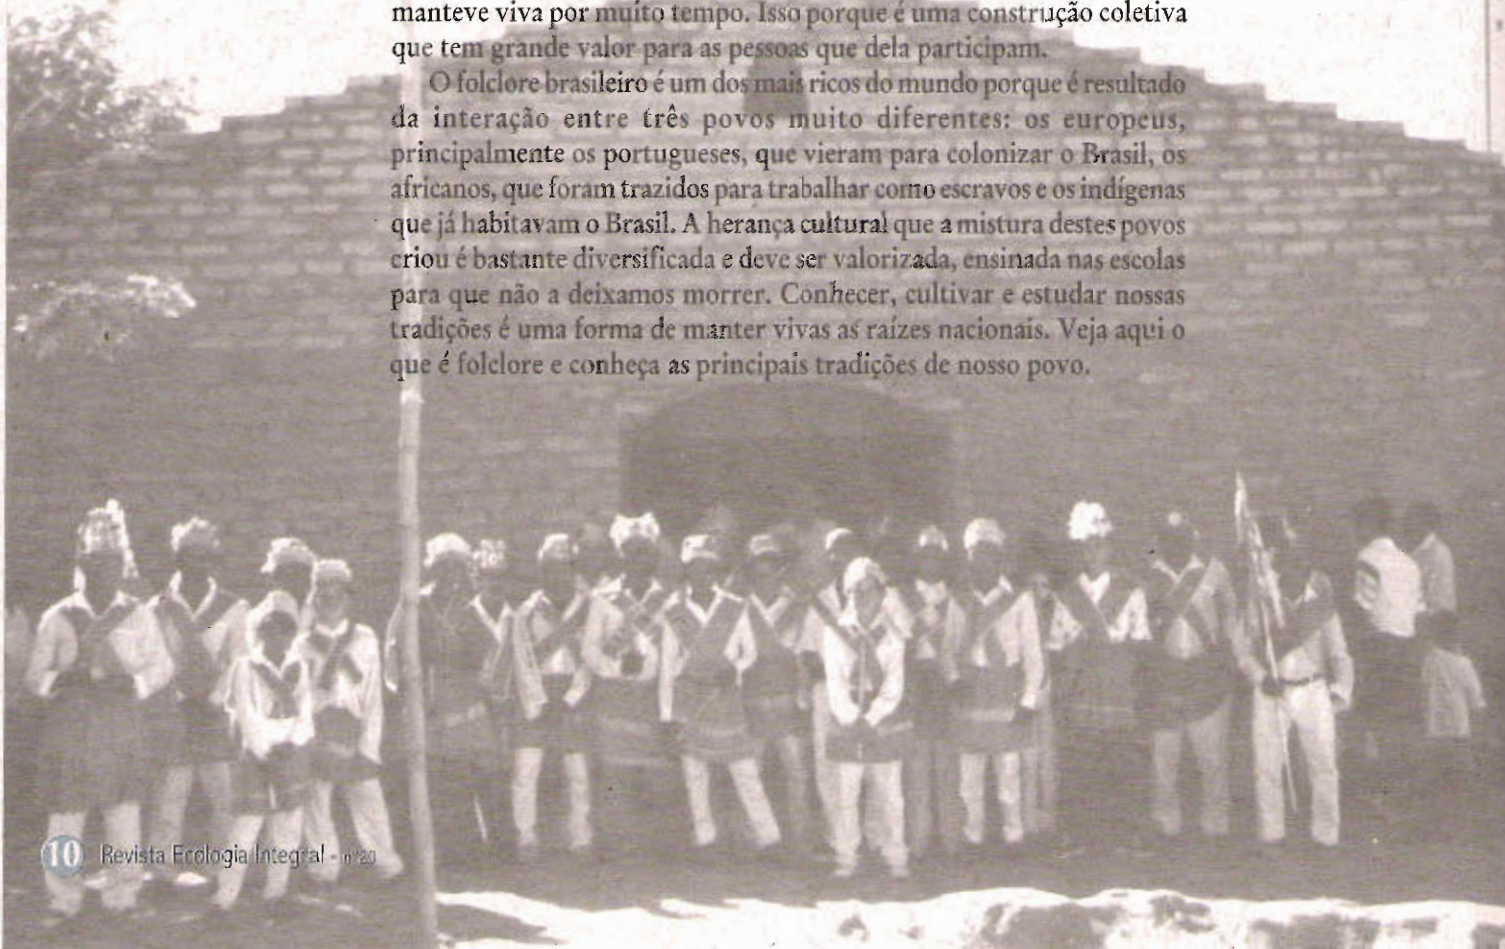 manteve viva por muito tempo. Isso porque é uma construção coletiva
que tem grande valor para as pessoas que dela participam.
O folclore brasileiro é um dos mais ricos do mundo porque é resultado
da interação entre três povos muito diferentes: os europeus,
principalmente os portugueses, que vieram para colonizar o Brasil, os
africanos, que foram trazidos para trabalhar como escravos e os indígenas
que já habitavam o Brasil. A herança cultural que a mistura destes povos
criou é bastante diversificada e deve ser valorizada, ensinada nas escolas
para que não a deixamos morrer. Conhecer, cultivar e estudar nossas
tradições é uma forma de manter vivas as raízes nacionais. Veja aqui o
que é folclore e conheça as principais tradições de nosso povo.
10 Revista Ecologia Integral - nº 20